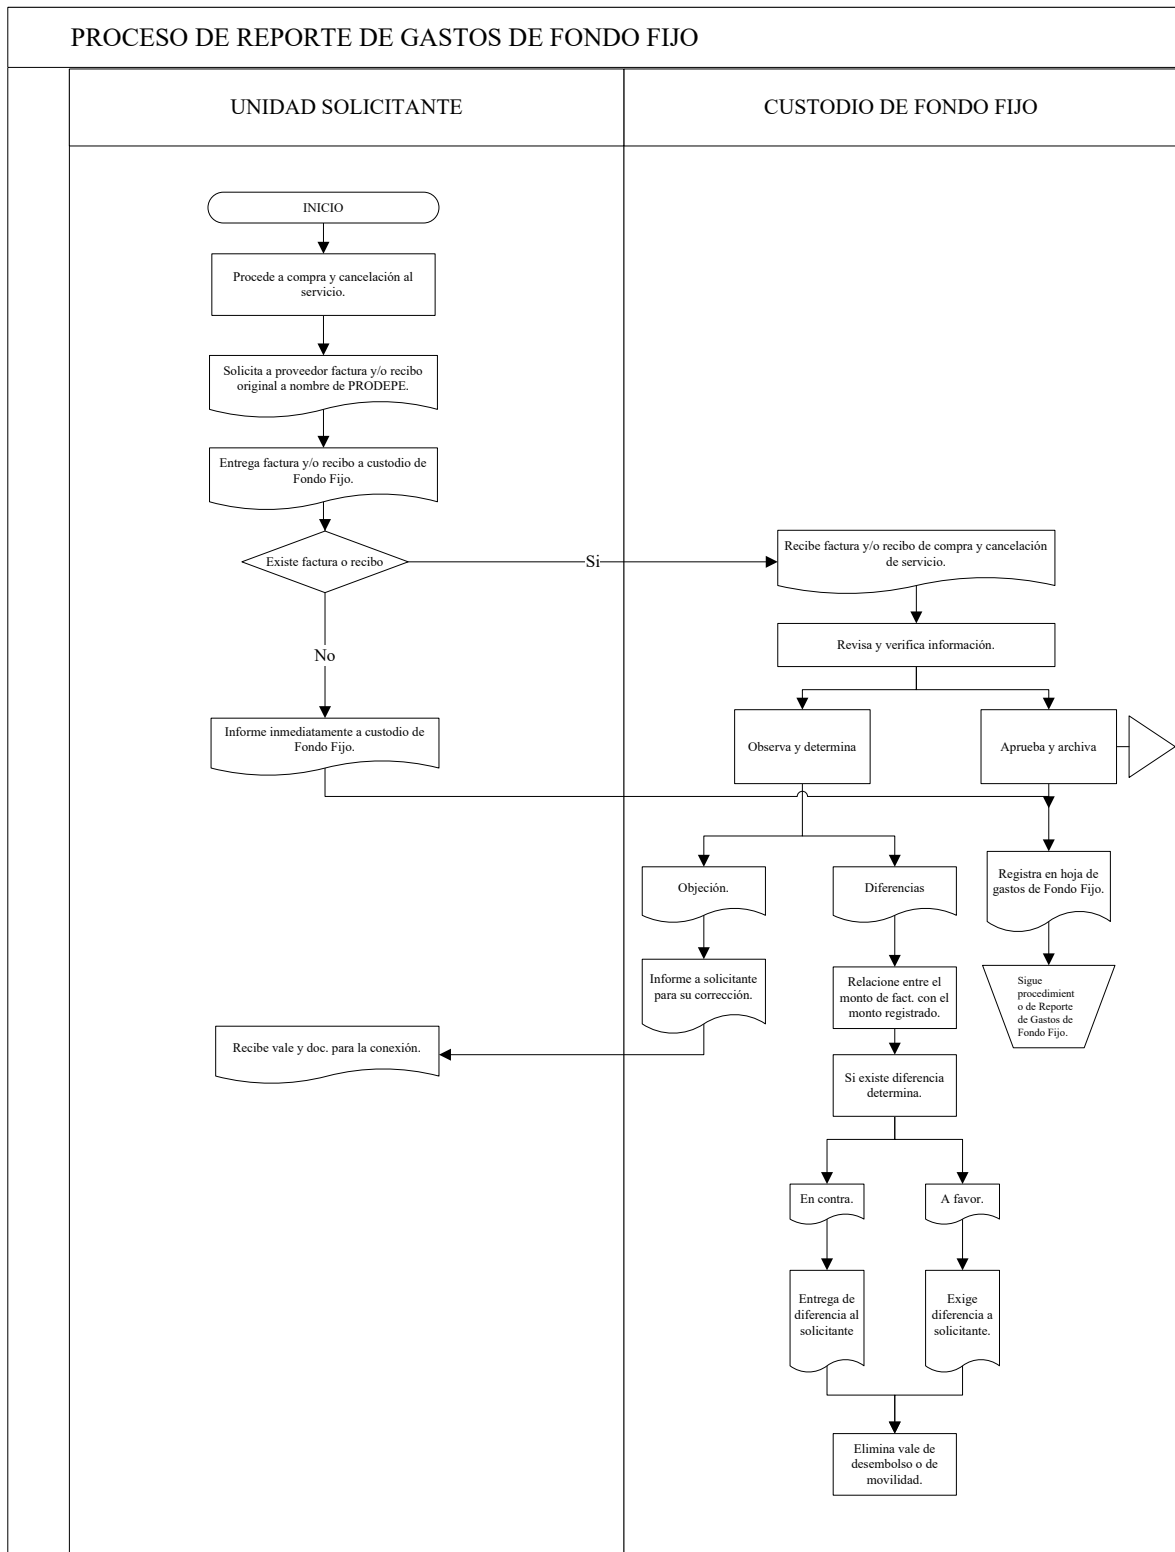 PROCESO DE REPORTE DE GASTOS DE FONDO FIJO
UNIDAD SOLICITANTE
CUSTODIO DE FONDO FIJO
INICIO
Procede a compra y cancelación al
servicio.
Solicita a proveedor factura y/o recibo
original a nombre de PRODEPE.
Entrega factura y/o recibo a custodio de
Fondo Fijo.
Existe factura o recibo
Si
Recibe factura y/o recibo de compra y cancelación
de servicio.
Revisa y verifica información.
No
Informe inmediatamente a custodio de
Fondo Fijo.
Observa y determina
Aprueba y archiva
Objeción.
Diferencias
Registra en hoja de
gastos de Fondo Fijo.
Informe a solicitante
para su corrección.
Relacione entre el
monto de fact. con el
monto registrado.
Sigue
procedimient
o de Reporte
de Gastos de
Fondo Fijo.
Recibe vale y doc. para la conexión.
Si existe diferencia
determina.
En contra.
A favor.
Entrega de
diferencia al
solicitante
Exige
diferencia a
solicitante.
Elimina vale de
desembolso o de
movilidad.